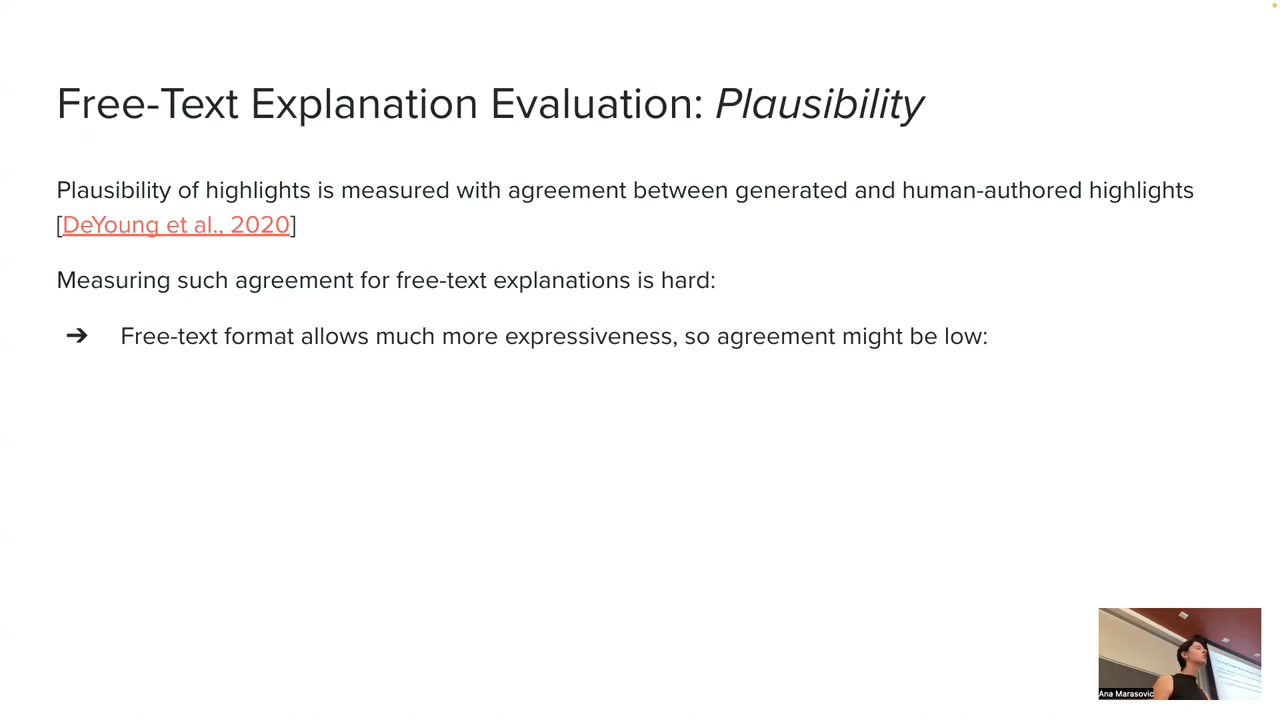 Free-Text Explanation Evaluation: Plausibility
Plausibility of highlights is measured with agreement between generated and human-authored highlights
[DeYoung et al., 2020]
Measuring such agreement for free-text explanations is hard:
➔ Free-text format allows much more expressiveness, so agreement might be low:
Ana Marasovic